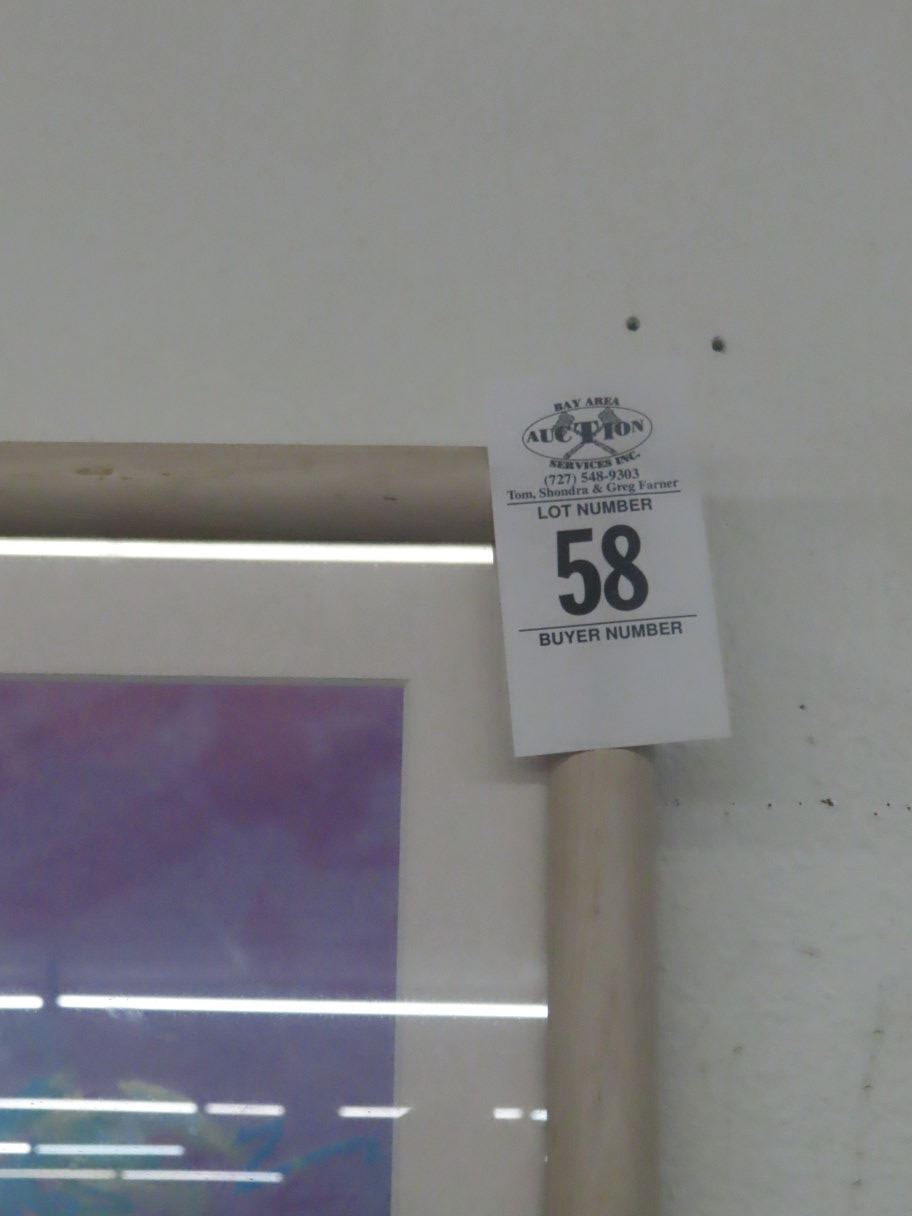 BAY AREA
AUCTION
SERVICES INC.
(727) 548-9303
Tom, Shondra & Greg Farner
LOT NUMBER
58
BUYER NUMBER